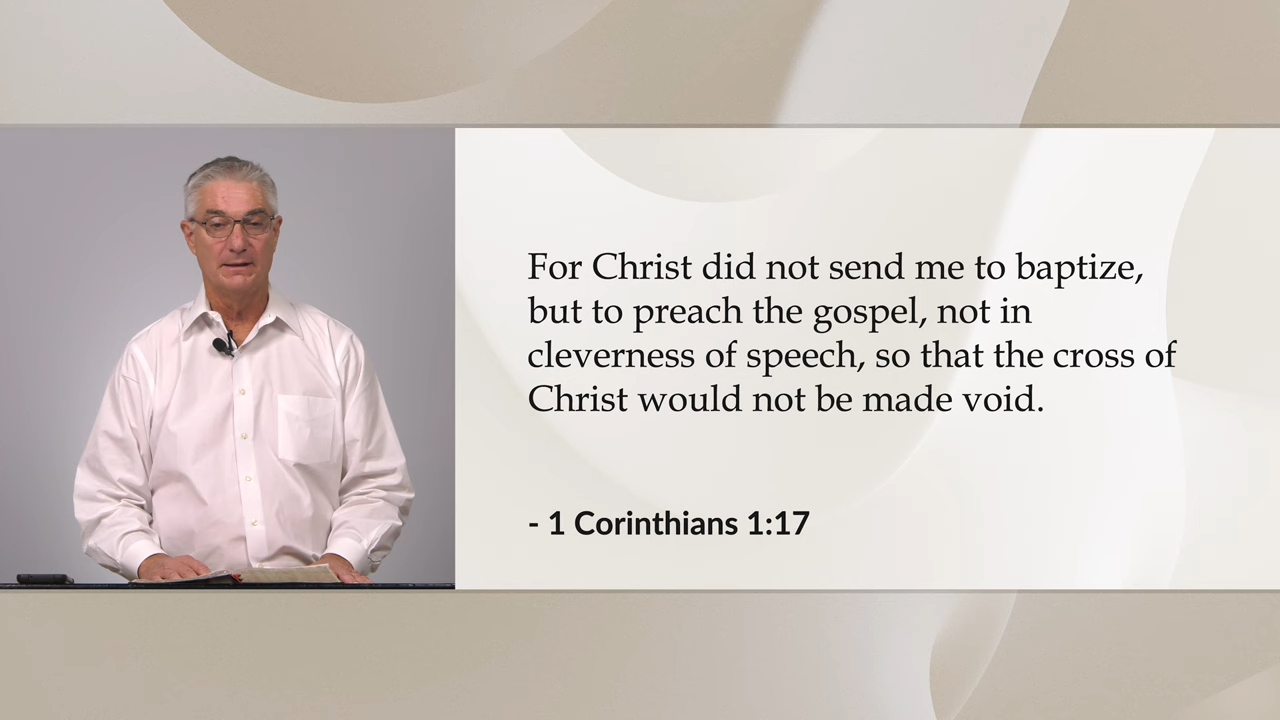 For Christ did not send me to baptize,
but to preach the gospel, not in
cleverness of speech, so that the cross of
Christ would not be made void.
- 1 Corinthians 1:17